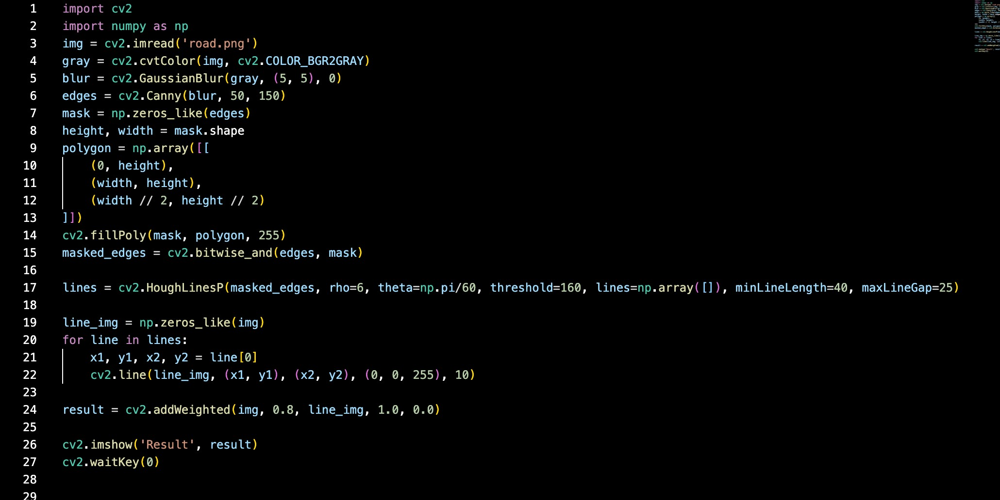 1 import cv2
2 import numpy as np
3 img = cv2.imread('road.png')
4 gray = cv2.cvtColor(img, cv2.COLOR_BGR2GRAY)
5 blur = cv2.GaussianBlur(gray, (5, 5), 0)
6 edges = cv2.Canny(blur, 50, 150)
7 mask = np.zeros_like(edges)
8 height, width = mask.shape
9 polygon = np.array([[
10     (0, height),
11     (width, height),
12     (width // 2, height // 2)
13 ]])
14 cv2.fillPoly(mask, polygon, 255)
15 masked_edges = cv2.bitwise_and(edges, mask)
16
17 lines = cv2.HoughLinesP(masked_edges, rho=6, theta=np.pi/60, threshold=160, lines=np.array([]), minLineLength=40, maxLineGap=25)
18
19 line_img = np.zeros_like(img)
20 for line in lines:
21     x1, y1, x2, y2 = line[0]
22     cv2.line(line_img, (x1, y1), (x2, y2), (0, 0, 255), 10)
23
24 result = cv2.addWeighted(img, 0.8, line_img, 1.0, 0.0)
25
26 cv2.imshow('Result', result)
27 cv2.waitKey(0)
28
29